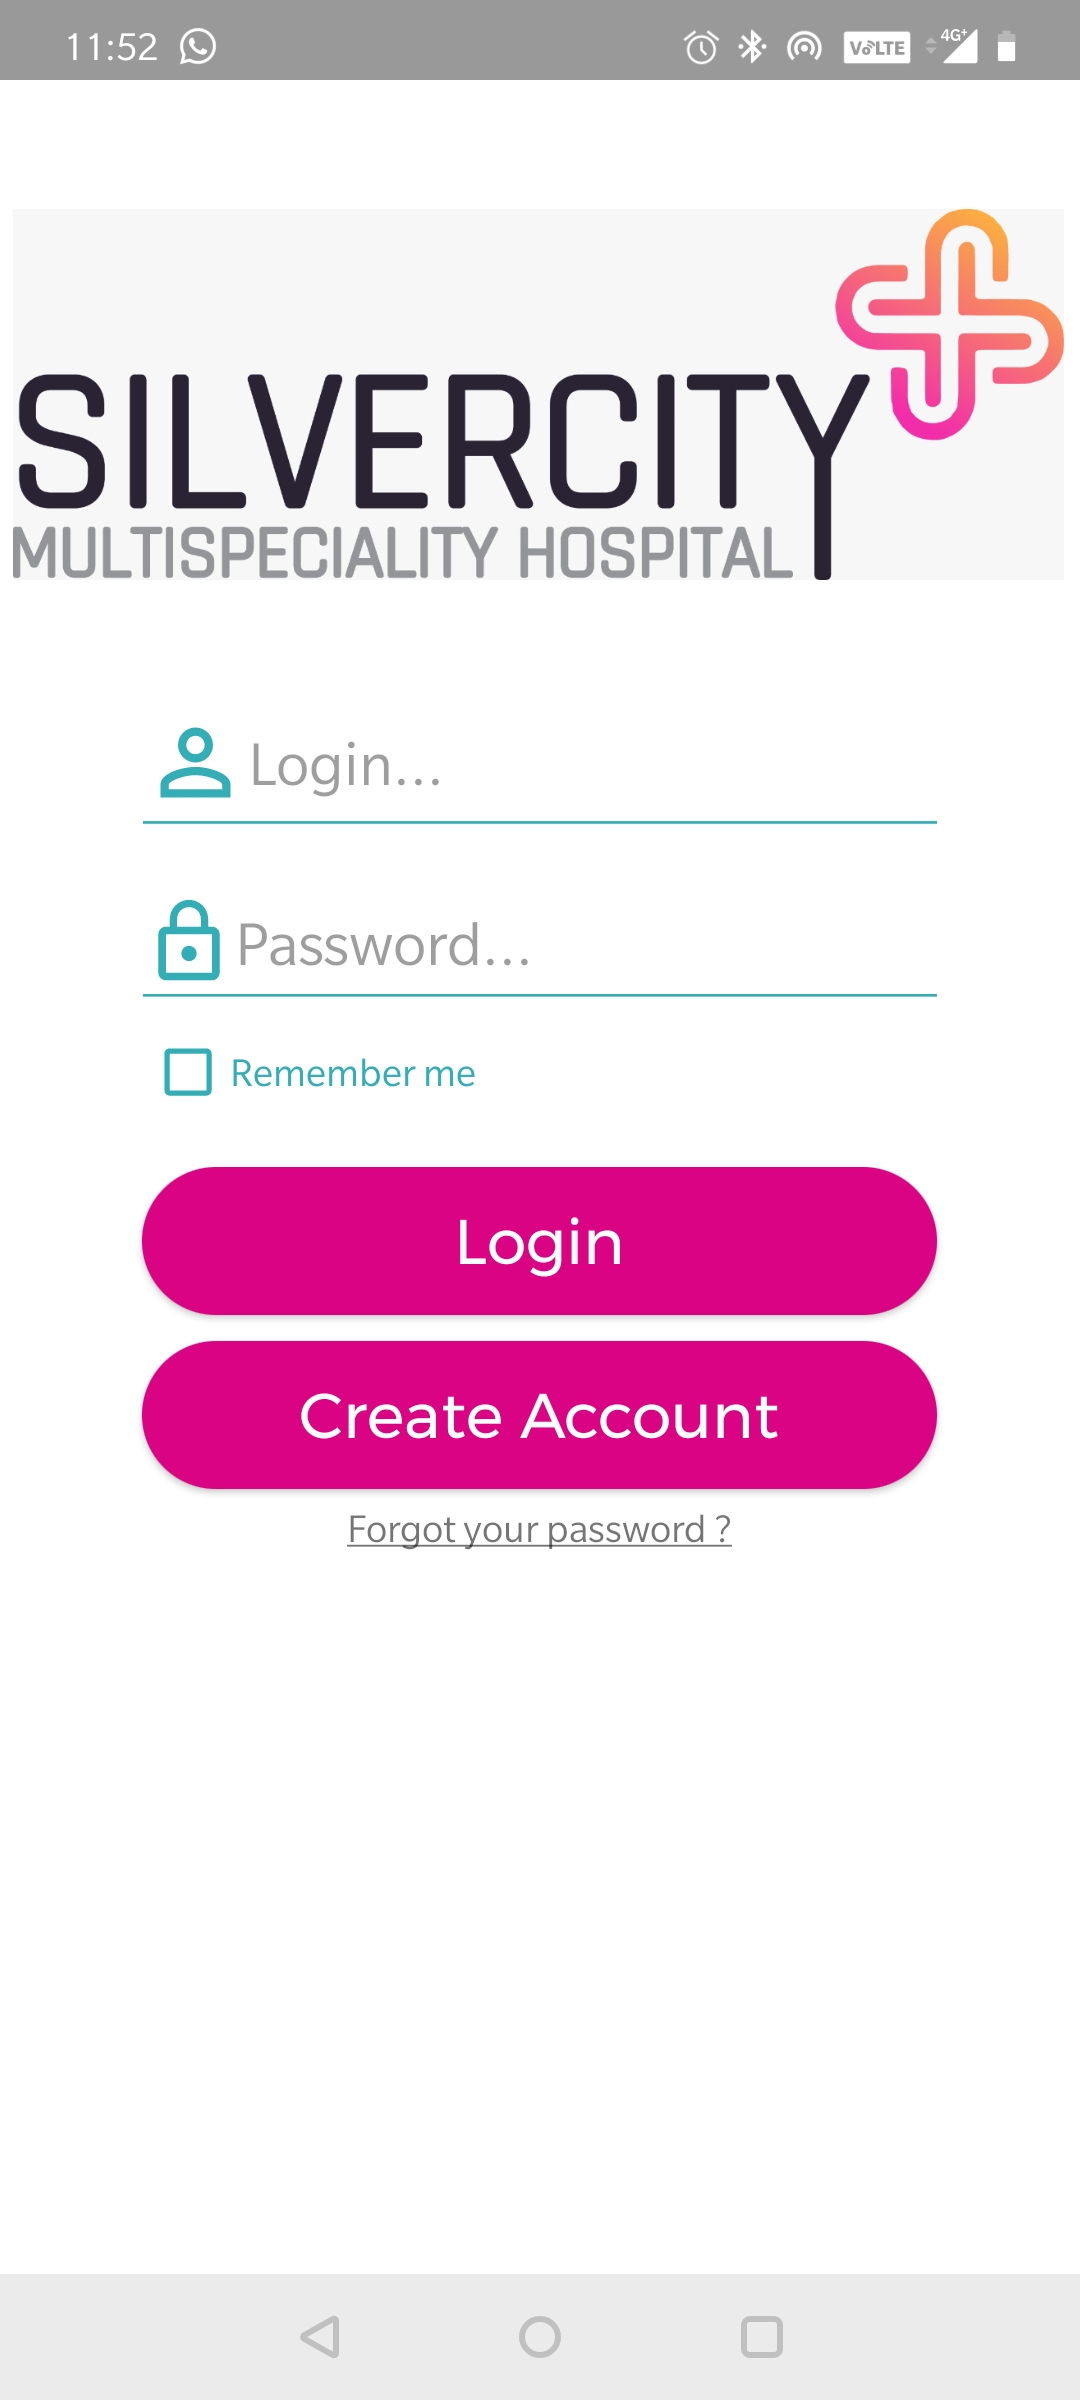 11:52
VoLTE 4G+
SILVERCITY
MULTISPECIALITY HOSPITAL
Login...
Password...
Remember me
Login
Create Account
Forgot your password ?